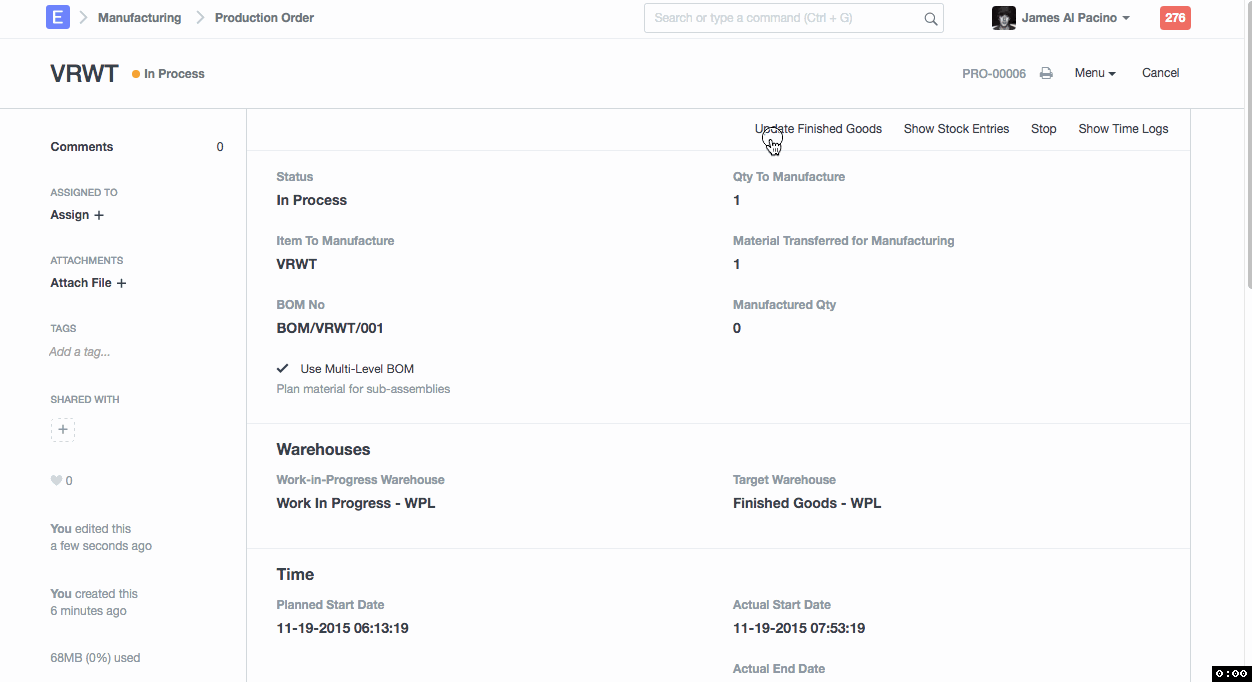 E Manufacturing Production Order Search or type a command (Ctrl + G) James Al Pacino 276
VRWT In Process PRO-00006 Menu Cancel
Update Finished Goods Show Stock Entries Stop Show Time Logs
Comments 0
ASSIGNED TO
Assign +
ATTACHMENTS
Attach File +
TAGS
Add a tag...
SHARED WITH
+
0
You edited this
a few seconds ago
You created this
6 minutes ago
68MB (0%) used
Status
In Process
Qty To Manufacture
1
Item To Manufacture
VRWT
Material Transferred for Manufacturing
1
BOM No
BOM/VRWT/001
Manufactured Qty
0
Use Multi-Level BOM
Plan material for sub-assemblies
Warehouses
Work-in-Progress Warehouse
Work In Progress - WPL
Target Warehouse
Finished Goods - WPL
Time
Planned Start Date
11-19-2015 06:13:19
Actual Start Date
11-19-2015 07:53:19
Actual End Date
0:00